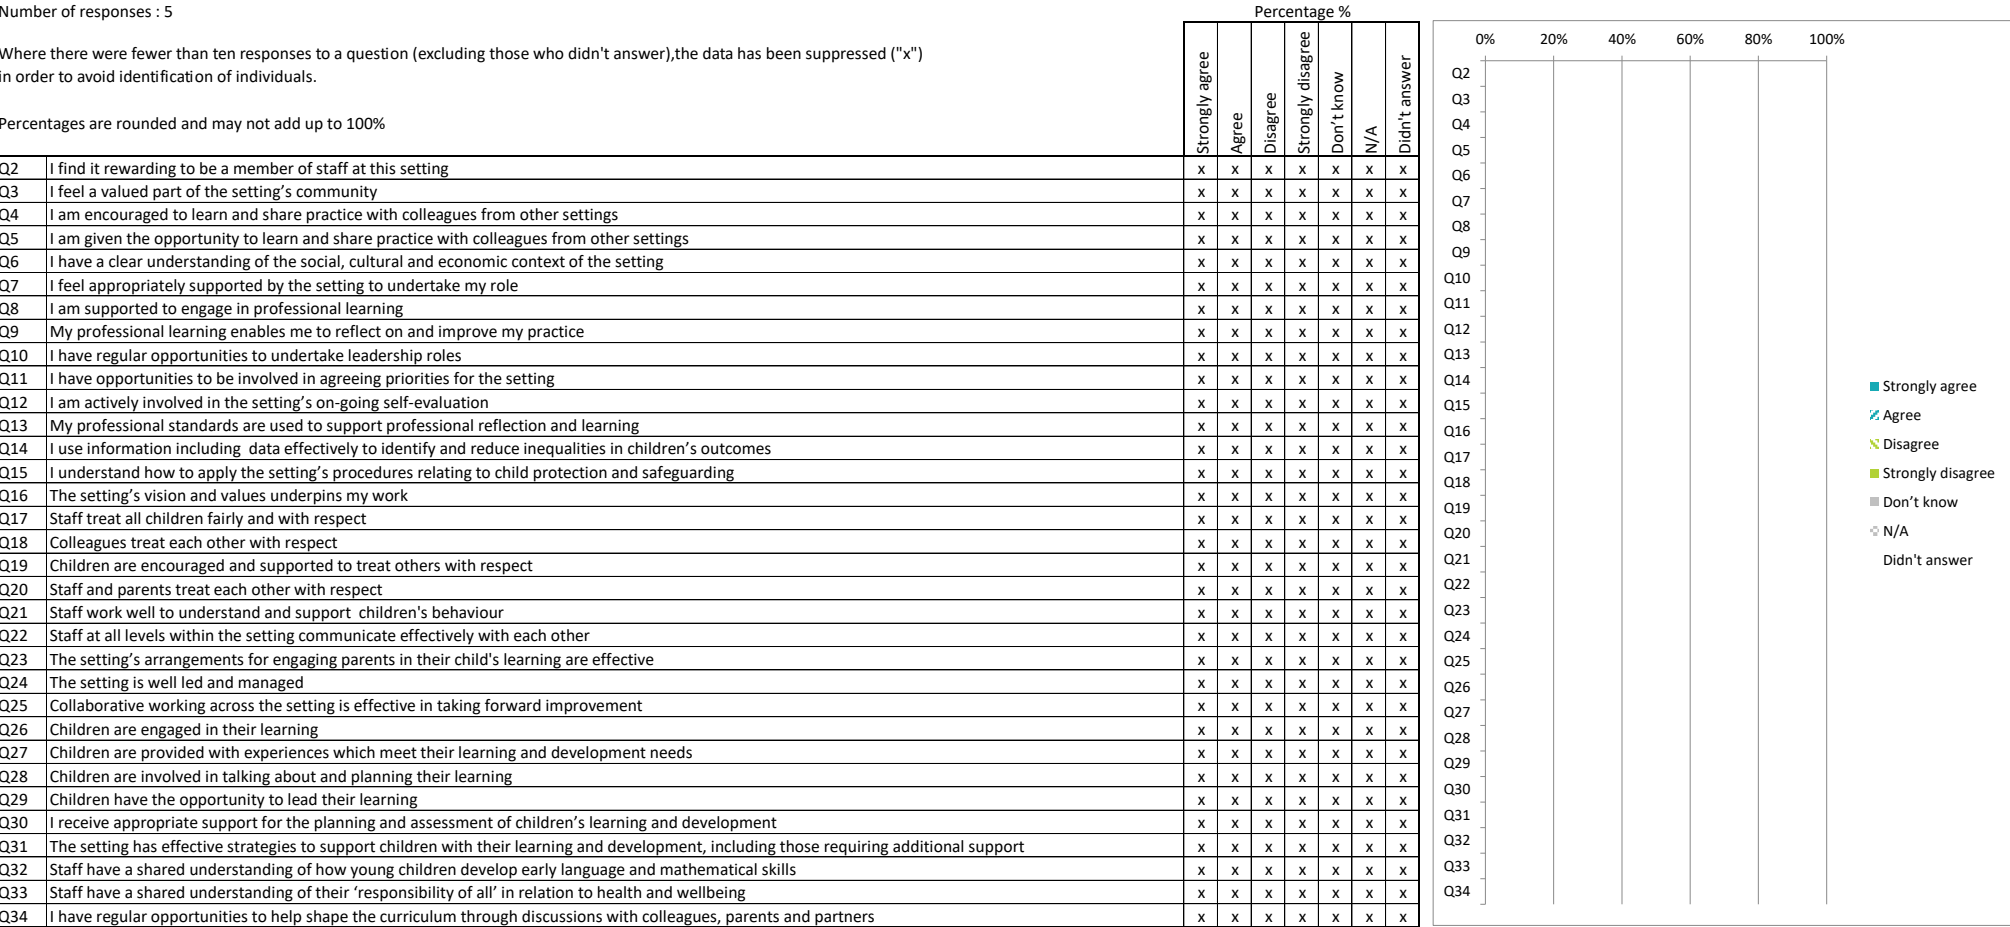 Number of responses : 5
Percentage %
Where there were fewer than ten responses to a question (excluding those who didn't answer),the data has been suppressed ("x")
in order to avoid identification of individuals.
Percentages are rounded and may not add up to 100%
Strongly agree
Agree
Disagree
Strongly disagree
Don't know
N/A
Didn't answer
Q2 I find it rewarding to be a member of staff at this setting x x x x x x x
Q3 I feel a valued part of the setting’s community x x x x x x x
Q4 I am encouraged to learn and share practice with colleagues from other settings x x x x x x x
Q5 I am given the opportunity to learn and share practice with colleagues from other settings x x x x x x x
Q6 I have a clear understanding of the social, cultural and economic context of the setting x x x x x x x
Q7 I feel appropriately supported by the setting to undertake my role x x x x x x x
Q8 I am supported to engage in professional learning x x x x x x x
Q9 My professional learning enables me to reflect on and improve my practice x x x x x x x
Q10 I have regular opportunities to undertake leadership roles x x x x x x x
Q11 I have opportunities to be involved in agreeing priorities for the setting x x x x x x x
Q12 I am actively involved in the setting’s on-going self-evaluation x x x x x x x
Q13 My professional standards are used to support professional reflection and learning x x x x x x x
Q14 I use information including  data effectively to identify and reduce inequalities in children’s outcomes x x x x x x x
Q15 I understand how to apply the setting’s procedures relating to child protection and safeguarding x x x x x x x
Q16 The setting’s vision and values underpins my work x x x x x x x
Q17 Staff treat all children fairly and with respect x x x x x x x
Q18 Colleagues treat each other with respect x x x x x x x
Q19 Children are encouraged and supported to treat others with respect x x x x x x x
Q20 Staff and parents treat each other with respect x x x x x x x
Q21 Staff work well to understand and support  children's behaviour x x x x x x x
Q22 Staff at all levels within the setting communicate effectively with each other x x x x x x x
Q23 The setting’s arrangements for engaging parents in their child's learning are effective x x x x x x x
Q24 The setting is well led and managed x x x x x x x
Q25 Collaborative working across the setting is effective in taking forward improvement x x x x x x x
Q26 Children are engaged in their learning x x x x x x x
Q27 Children are provided with experiences which meet their learning and development needs x x x x x x x
Q28 Children are involved in talking about and planning their learning x x x x x x x
Q29 Children have the opportunity to lead their learning x x x x x x x
Q30 I receive appropriate support for the planning and assessment of children’s learning and development x x x x x x x
Q31 The setting has effective strategies to support children with their learning and development, including those requiring additional support x x x x x x x
Q32 Staff have a shared understanding of how young children develop early language and mathematical skills x x x x x x x
Q33 Staff have a shared understanding of their ‘responsibility of all’ in relation to health and wellbeing x x x x x x x
Q34 I have regular opportunities to help shape the curriculum through discussions with colleagues, parents and partners x x x x x x x
0% 20% 40% 60% 80% 100%
Q2
Q3
Q4
Q5
Q6
Q7
Q8
Q9
Q10
Q11
Q12
Q13
Q14
Q15
Q16
Q17
Q18
Q19
Q20
Q21
Q22
Q23
Q24
Q25
Q26
Q27
Q28
Q29
Q30
Q31
Q32
Q33
Q34
Strongly agree
Agree
Disagree
Strongly disagree
Don’t know
N/A
Didn't answer